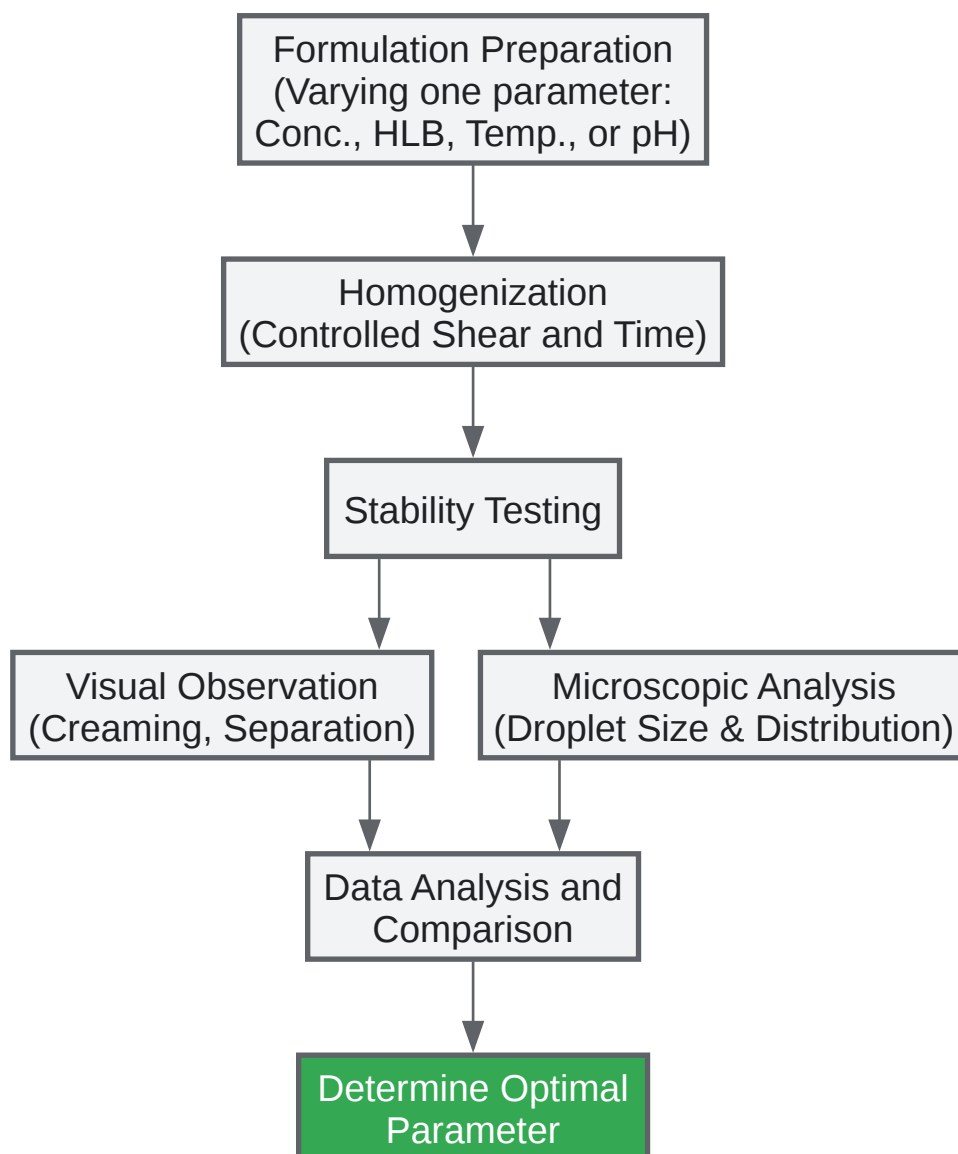 Formulation Preparation
(Varying one parameter:
Conc., HLB, Temp., or pH)
Homogenization
(Controlled Shear and Time)
Stability Testing
Visual Observation
(Creaming, Separation)
Microscopic Analysis
(Droplet Size & Distribution)
Data Analysis and
Comparison
Determine Optimal
Parameter